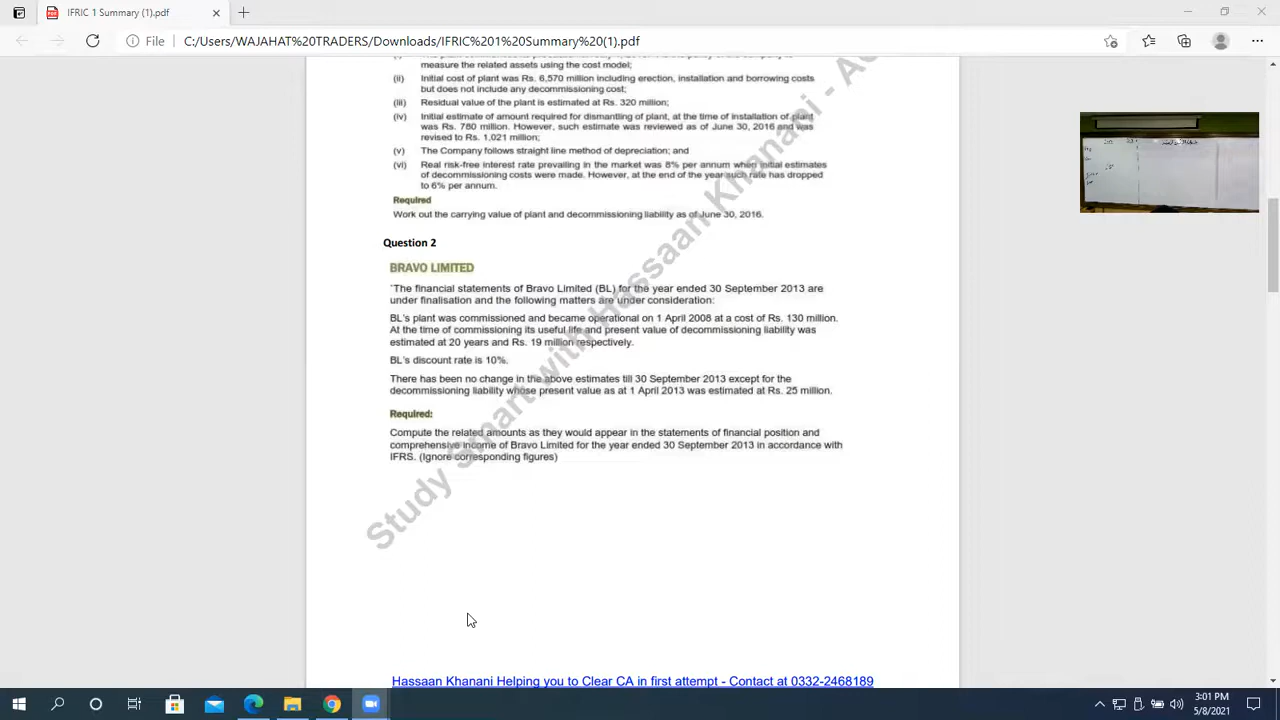 IFRIC 1 Summary (1).pdf
File
C:/Users/WAJAHAT TRADERS/Downloads/IFRIC%201%20Summary%20(1).pdf
measure the related assets using the cost model;
(ii) Initial cost of plant was Rs. 6,570 million including erection, installation and borrowing costs
but does not include any decommissioning cost;
(iii) Residual value of the plant is estimated at Rs. 320 million;
(iv) Initial estimate of amount required for dismantling of plant, at the time of installation of plant
was Rs. 780 million. However, such estimate was reviewed as of June 30, 2016 and was
revised to Rs. 1,021 million;
(v) The Company follows straight line method of depreciation; and
(vi) Real risk-free interest rate prevailing in the market was 8% per annum when initial estimates
of decommissioning costs were made. However, at the end of the year such rate has dropped
to 6% per annum.
Required
Work out the carrying value of plant and decommissioning liability as of June 30, 2016.
Question 2
BRAVO LIMITED
`The financial statements of Bravo Limited (BL) for the year ended 30 September 2013 are
under finalisation and the following matters are under consideration:
BL's plant was commissioned and became operational on 1 April 2008 at a cost of Rs. 130 million.
At the time of commissioning its useful life and present value of decommissioning liability was
estimated at 20 years and Rs. 19 million respectively.
BL's discount rate is 10%.
There has been no change in the above estimates till 30 September 2013 except for the
decommissioning liability whose present value as at 1 April 2013 was estimated at Rs. 25 million.
Required:
Compute the related amounts as they would appear in the statements of financial position and
comprehensive income of Bravo Limited for the year ended 30 September 2013 in accordance with
IFRS. (Ignore corresponding figures)
Study Smart with Hassaan Khanani -
Hassaan Khanani Helping you to Clear CA in first attempt - Contact at 0332-2468189
3:01 PM
5/8/2021